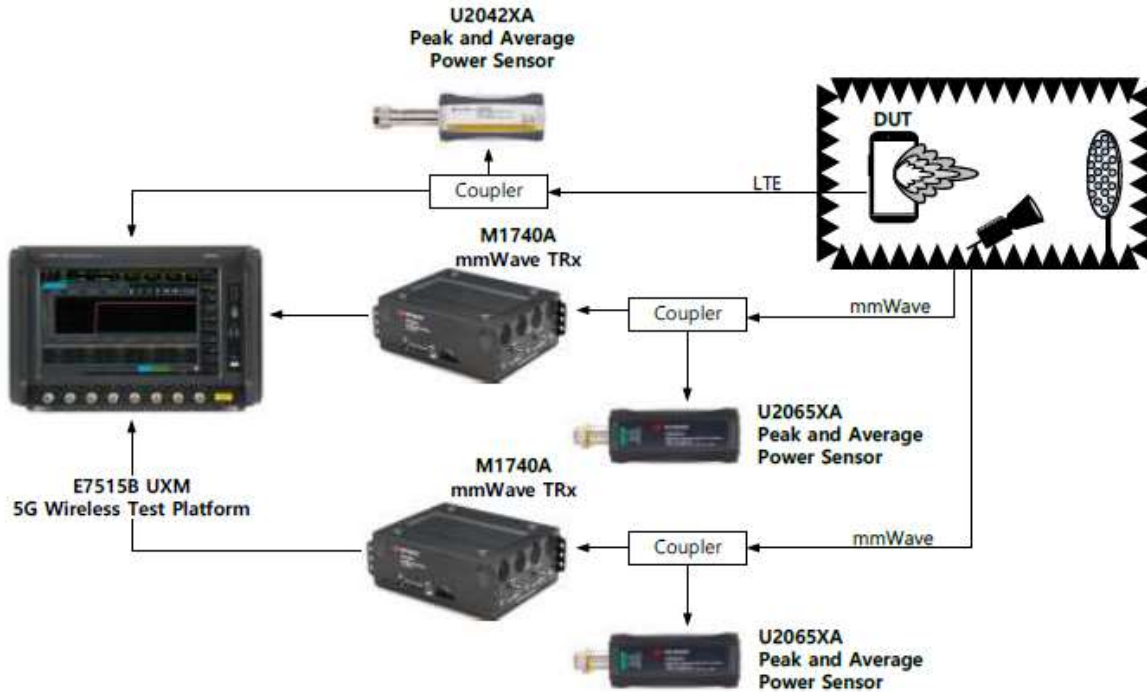 U2042XA
Peak and Average
Power Sensor
DUT
Coupler
LTE
M1740A
mmWave TRx
Coupler
mmWave
U2065XA
Peak and Average
Power Sensor
M1740A
mmWave TRx
E7515B UXM
5G Wireless Test Platform
Coupler
mmWave
U2065XA
Peak and Average
Power Sensor